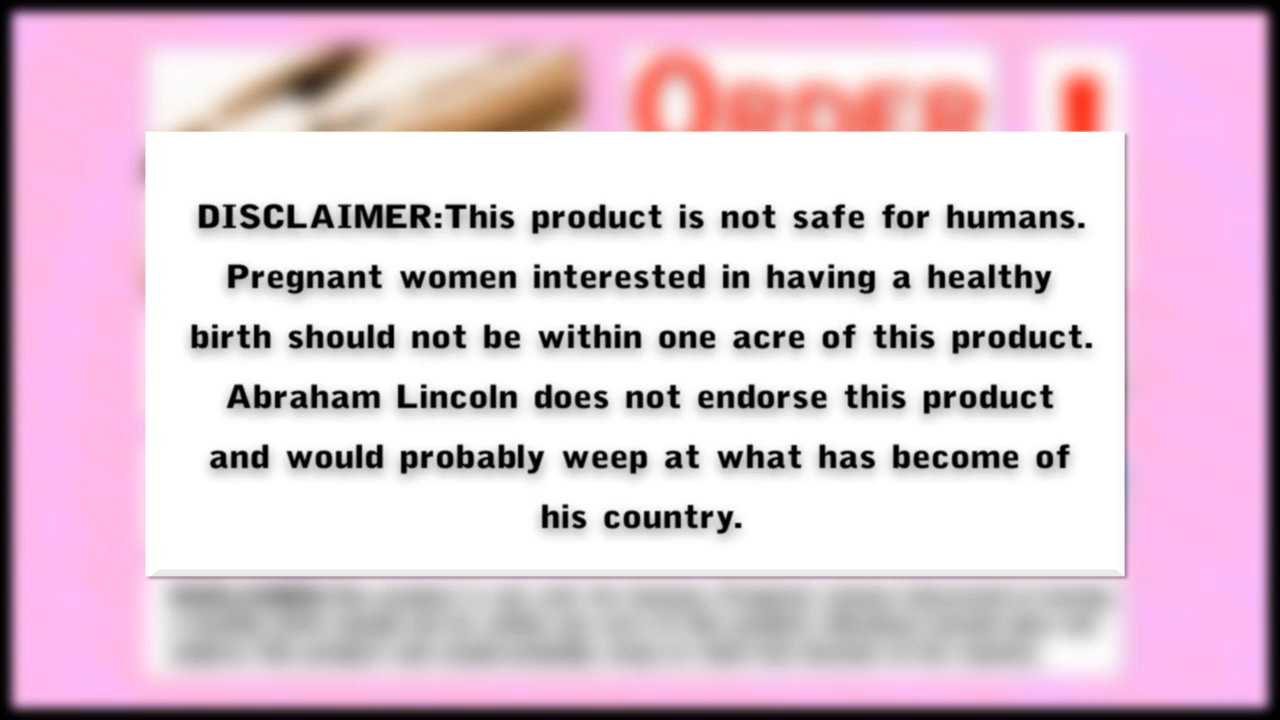 ORDER !
DISCLAIMER:This product is not safe for humans.
Pregnant women interested in having a healthy
birth should not be within one acre of this product.
Abraham Lincoln does not endorse this product
and would probably weep at what has become of
his country.